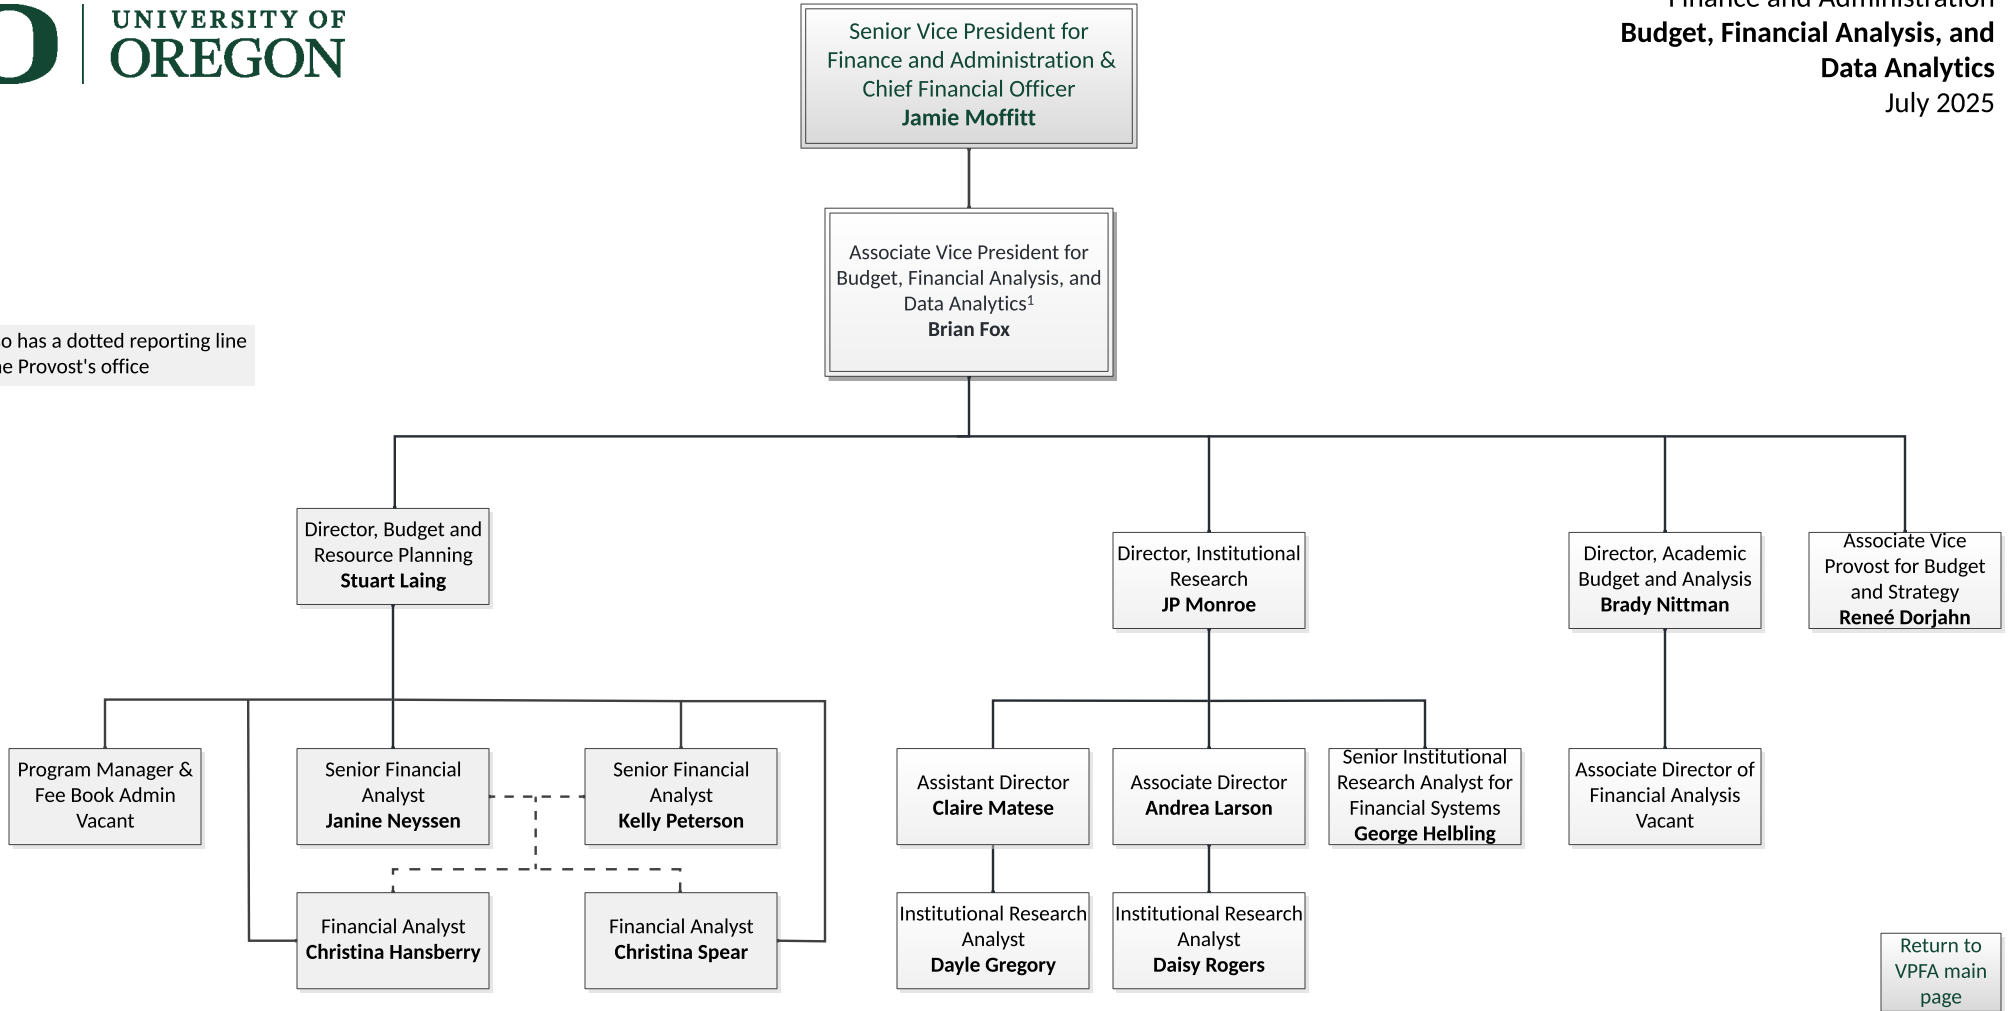 UNIVERSITY OF
OREGON
Finance and Administration
Budget, Financial Analysis, and
Data Analytics
July 2025
Senior Vice President for
Finance and Administration &
Chief Financial Officer
Jamie Moffitt
Associate Vice President for
Budget, Financial Analysis, and
Data Analytics¹
Brian Fox
has a dotted reporting line
Provost's office
Director, Budget and
Resource Planning
Stuart Laing
Director, Institutional
Research
JP Monroe
Director, Academic
Budget and Analysis
Brady Nittman
Associate Vice
Provost for Budget
and Strategy
Reneé Dorjahn
Program Manager &
Fee Book Admin
Vacant
Senior Financial
Analyst
Janine Neyssen
Senior Financial
Analyst
Kelly Peterson
Assistant Director
Claire Matese
Associate Director
Andrea Larson
Senior Institutional
Research Analyst for
Financial Systems
George Helbling
Associate Director of
Financial Analysis
Vacant
Financial Analyst
Christina Hansberry
Financial Analyst
Christina Spear
Institutional Research
Analyst
Dayle Gregory
Institutional Research
Analyst
Daisy Rogers
Return to
VPFA main
page